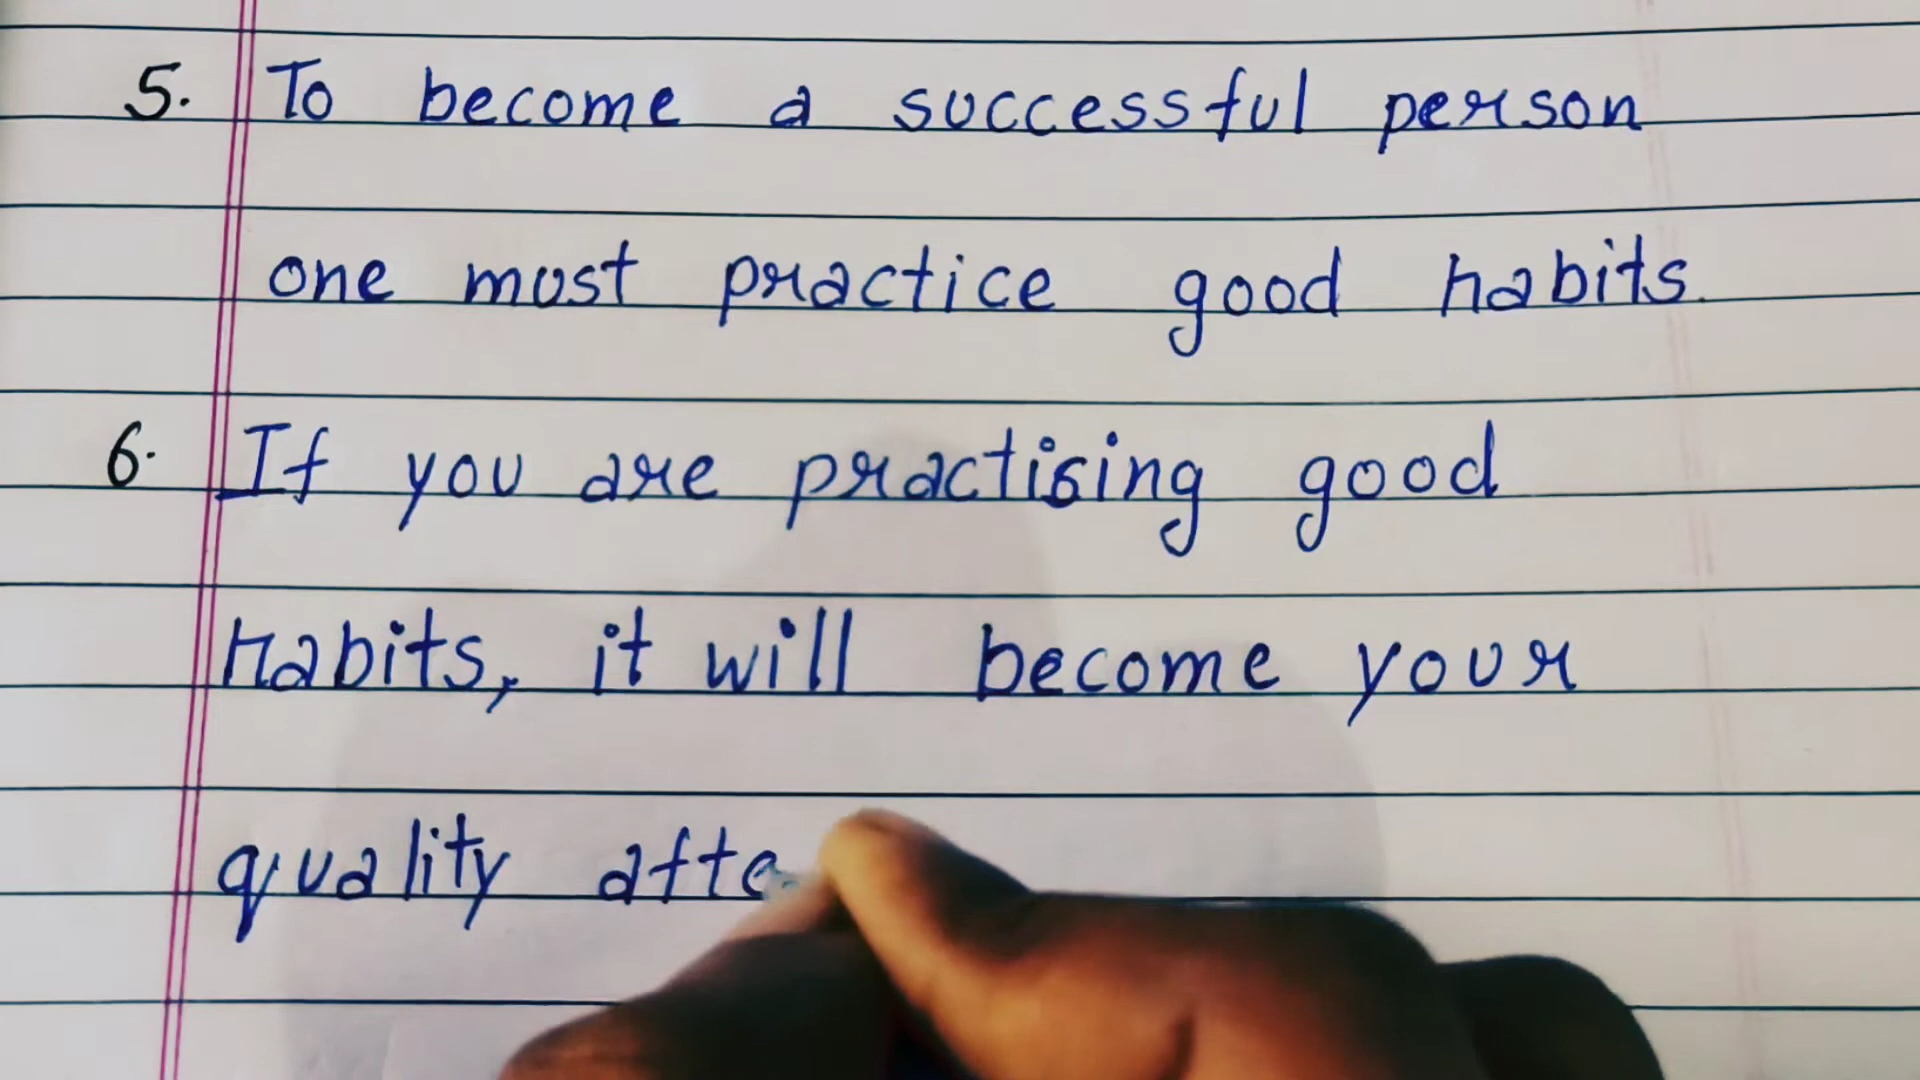 5. To become a successful person
one must practice good habits.
6. If you are practising good
habits, it will become your
quality afte